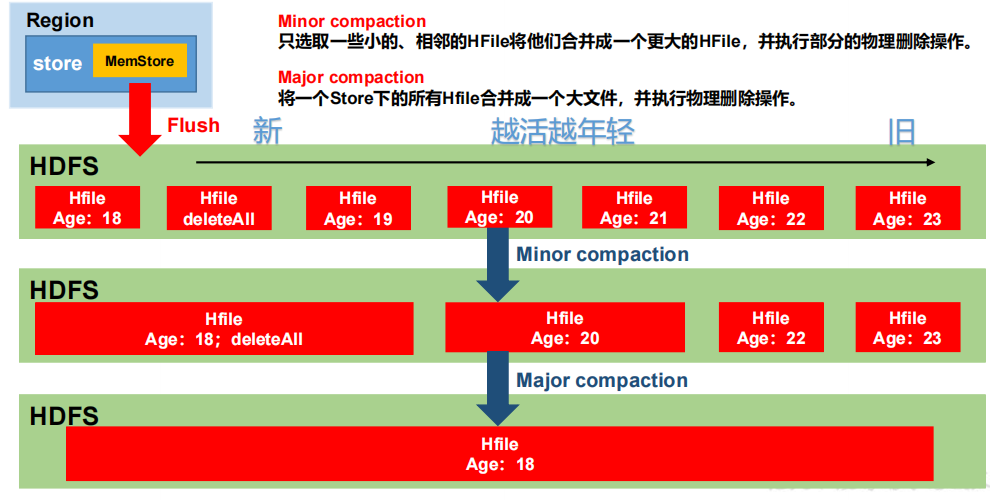 Region
store
MemStore
Minor compaction
只选取一些小的、相邻的HFile将他们合并成一个更大的HFile，并执行部分的物理删除操作。
Major compaction
将一个Store下的所有Hfile合并成一个大文件，并执行物理删除操作。
Flush
新
越活越年轻
旧
HDFS
Hfile
Age：18
Hfile
deleteAll
Hfile
Age：19
Hfile
Age：20
Hfile
Age：21
Hfile
Age：22
Hfile
Age：23
Minor compaction
HDFS
Hfile
Age：18；deleteAll
Hfile
Age：20
Hfile
Age：22
Hfile
Age：23
Major compaction
HDFS
Hfile
Age：18